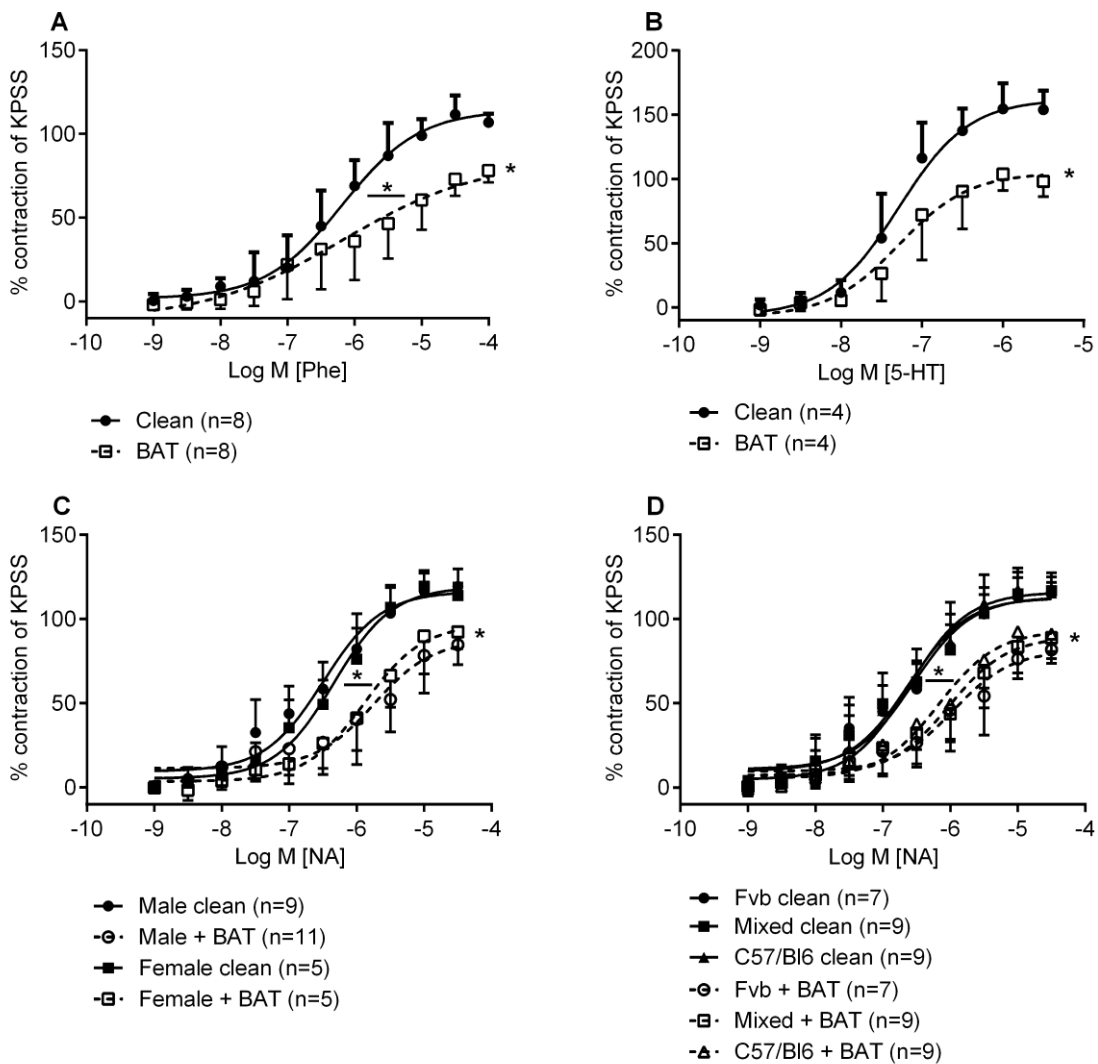 A
150
100
50
0
% contraction of KPSS
*
*
-10 -9 -8 -7 -6 -5 -4
Log M [Phe]
Clean (n=8)
BAT (n=8)
B
200
150
100
50
0
% contraction of KPSS
*
-10 -9 -8 -7 -6 -5
Log M [5-HT]
Clean (n=4)
BAT (n=4)
C
150
100
50
0
% contraction of KPSS
*
*
-10 -9 -8 -7 -6 -5 -4
Log M [NA]
Male clean (n=9)
Male + BAT (n=11)
Female clean (n=5)
Female + BAT (n=5)
D
150
100
50
0
% contraction of KPSS
*
*
-10 -9 -8 -7 -6 -5 -4
Log M [NA]
Fvb clean (n=7)
Mixed clean (n=9)
C57/Bl6 clean (n=9)
Fvb + BAT (n=7)
Mixed + BAT (n=9)
C57/Bl6 + BAT (n=9)